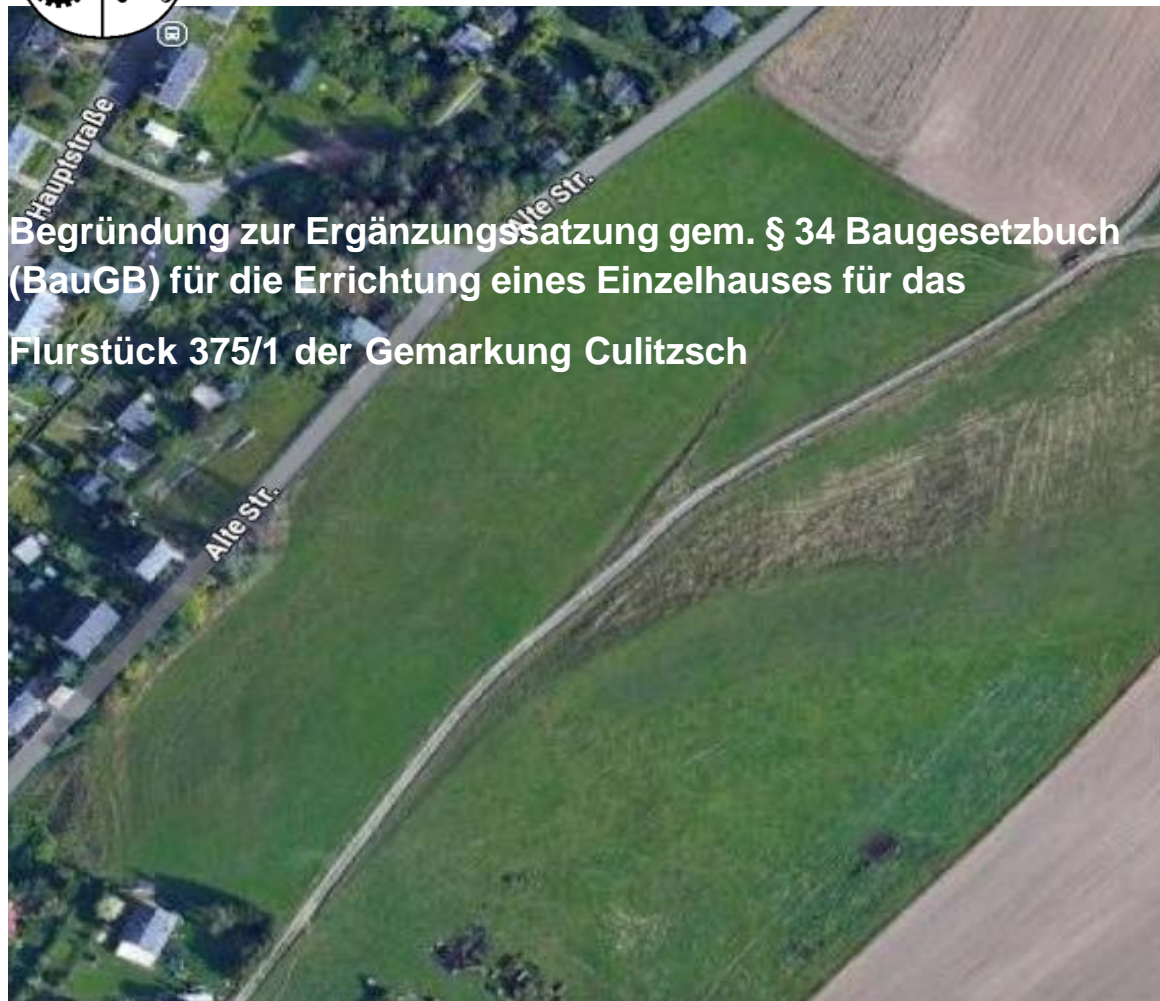 Hauptstraße
Alte Str.
Begründung zur Ergänzungssatzung gem. § 34 Baugesetzbuch
(BauGB) für die Errichtung eines Einzelhauses für das
Flurstück 375/1 der Gemarkung Culitzsch
Alte Str.